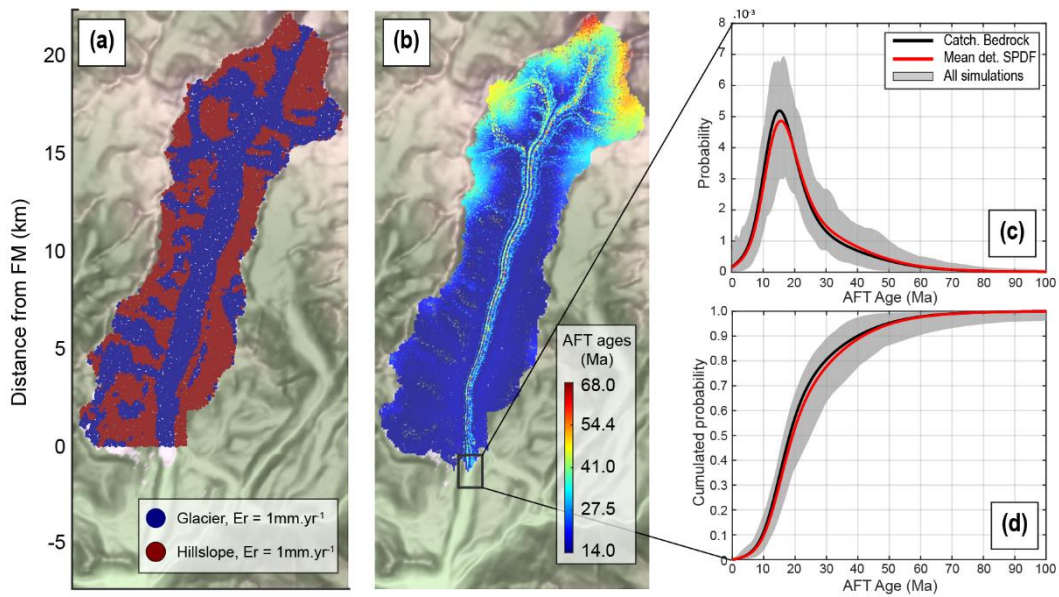 (a)
(b)
(c)
(d)
Distance from FM (km)
20
15
10
5
0
-5
Glacier, Er = 1mm.yr⁻¹
Hillslope, Er = 1mm.yr⁻¹
AFT ages
(Ma)
68.0
54.4
41.0
27.5
14.0
8 ×10⁻³
7
6
5
4
3
2
1
0
Probability
Catch. Bedrock
Mean det. SPDF
All simulations
0 10 20 30 40 50 60 70 80 90 100
AFT Age (Ma)
1.0
0.9
0.8
0.7
0.6
0.5
0.4
0.3
0.2
0.1
0.0
Cumulated probability
0 10 20 30 40 50 60 70 80 90 100
AFT Age (Ma)